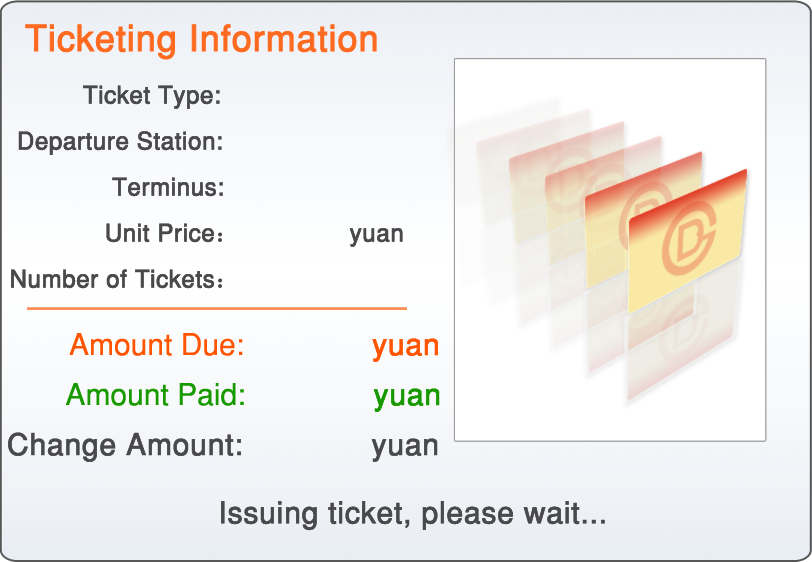 Ticketing Information
Ticket Type:
Departure Station:
Terminus:
Unit Price： yuan
Number of Tickets：
Amount Due: yuan
Amount Paid: yuan
Change Amount: yuan
Issuing ticket, please wait...